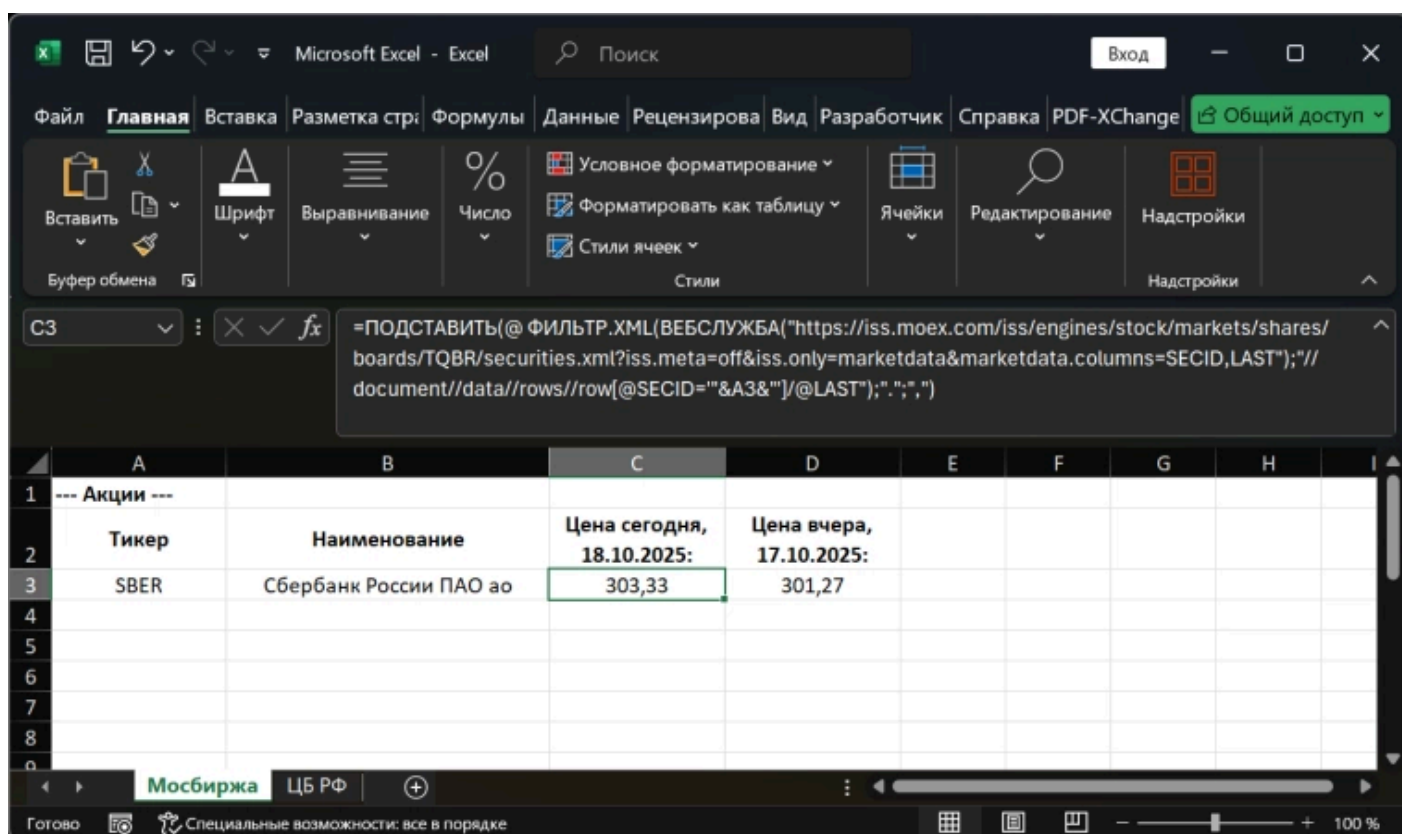 Microsoft Excel - Excel
Поиск
Вход
Файл Главная Вставка Разметка стра Формулы Данные Рецензирова Вид Разработчик Справка PDF-XChange Общий доступ
Вставить
Буфер обмена
Шрифт
Выравнивание
%
Число
Условное форматирование
Форматировать как таблицу
Стили ячеек
Стили
Ячейки
Редактирование
Надстройки
Надстройки
C3
fx
=ПОДСТАВИТЬ(@ ФИЛЬТР.XML(ВЕБСЛУЖБА("https://iss.moex.com/iss/engines/stock/markets/shares/
boards/TQBR/securities.xml?iss.meta=off&iss.only=marketdata&marketdata.columns=SECID,LAST");"//
document//data//rows//row[@SECID='"&A3&"']/@LAST");".";",")
A B C D E F G H I
1 --- Акции ---
2 Тикер Наименование Цена сегодня, 18.10.2025: Цена вчера, 17.10.2025:
3 SBER Сбербанк России ПАО ао 303,33 301,27
4
5
6
7
8
9
Мосбиржа ЦБ РФ
Готово Специальные возможности: все в порядке 100 %